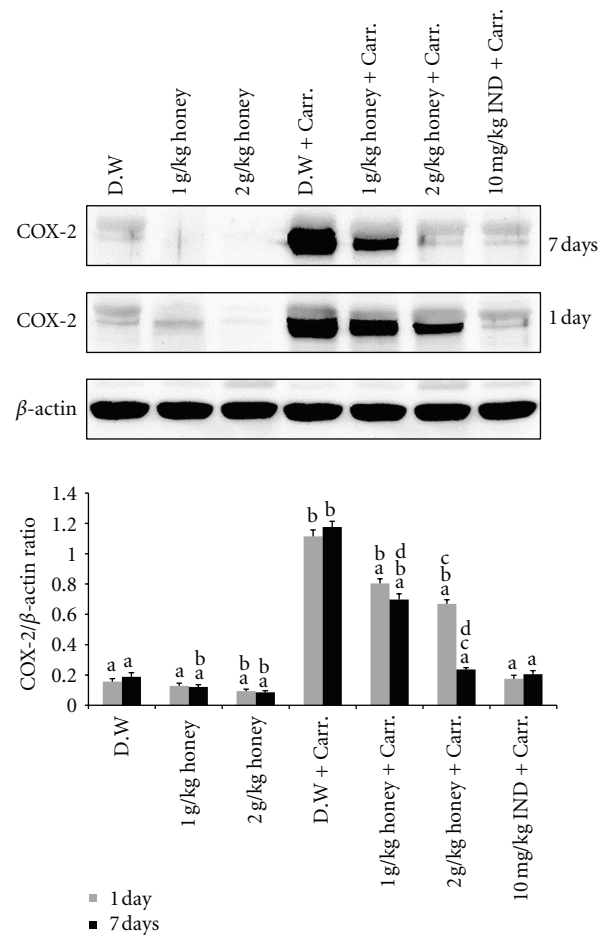 D.W
1 g/kg honey
2 g/kg honey
D.W + Carr.
1 g/kg honey + Carr.
2 g/kg honey + Carr.
10 mg/kg IND + Carr.
COX-2
7 days
COX-2
1 day
β-actin
COX-2/β-actin ratio
1.4
1.2
1
0.8
0.6
0.4
0.2
0
a a
a b a
b a b a
b b
b a d b a
c b a d c a
a a
D.W
1 g/kg honey
2 g/kg honey
D.W + Carr.
1 g/kg honey + Carr.
2 g/kg honey + Carr.
10 mg/kg IND + Carr.
1 day
7 days